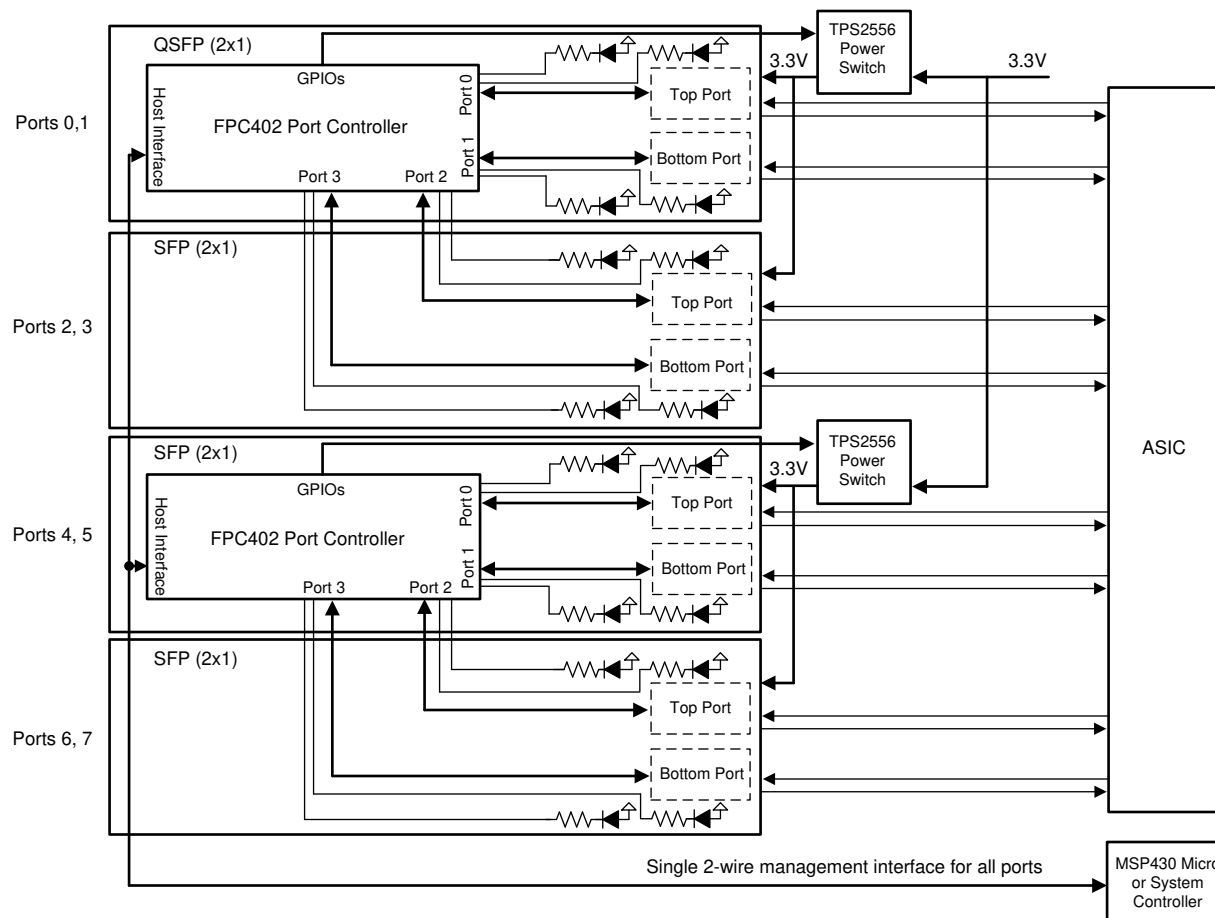 QSFP (2x1)
TPS2556
Power
Switch
3.3V
3.3V
GPIOs
Port 0
Top Port
Host Interface
FPC402 Port Controller
Ports 0,1
Port 1
Bottom Port
Port 3
Port 2
SFP (2x1)
Top Port
Ports 2, 3
Bottom Port
SFP (2x1)
TPS2556
Power
Switch
3.3V
ASIC
GPIOs
Port 0
Top Port
Host Interface
FPC402 Port Controller
Ports 4, 5
Port 1
Bottom Port
Port 3
Port 2
SFP (2x1)
Top Port
Ports 6, 7
Bottom Port
Single 2-wire management interface for all ports
MSP430 Micro
or System
Controller